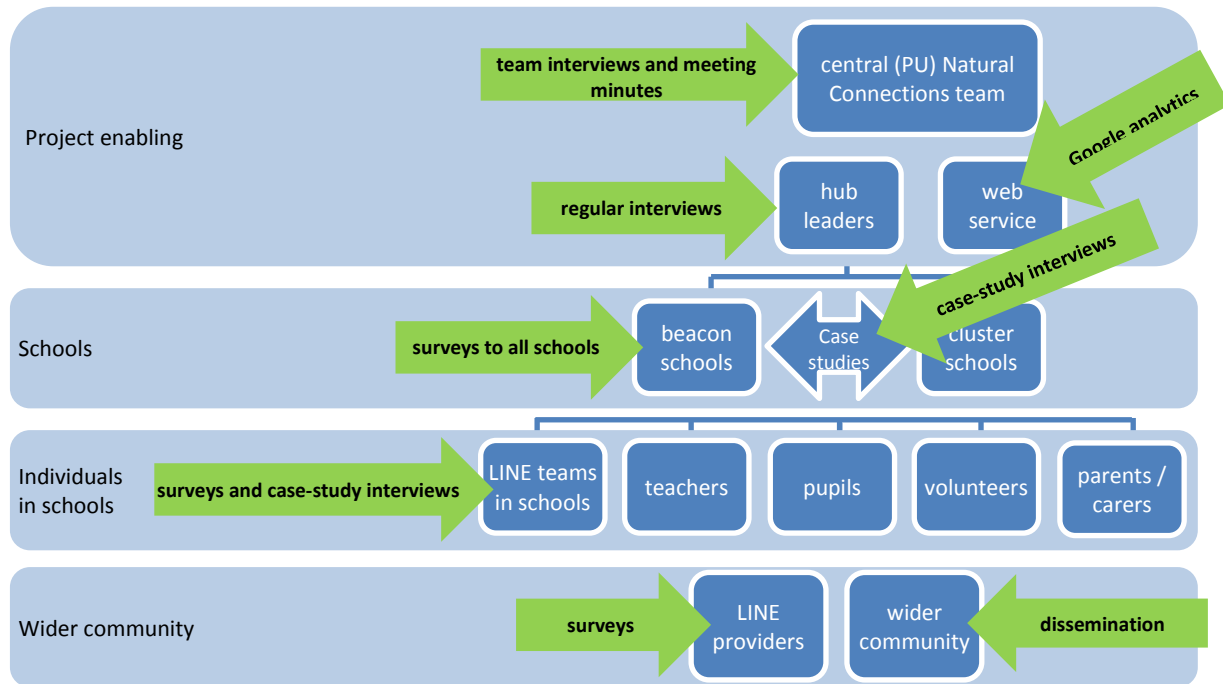 Project enabling
team interviews and meeting
minutes
central (PU) Natural
Connections team
Google analytics
regular interviews
hub
leaders
web
service
case-study interviews
Schools
surveys to all schools
beacon
schools
Case
studies
cluster
schools
Individuals
in schools
surveys and case-study interviews
LINE teams
in schools
teachers
pupils
volunteers
parents /
carers
Wider community
surveys
LINE
providers
wider
community
dissemination